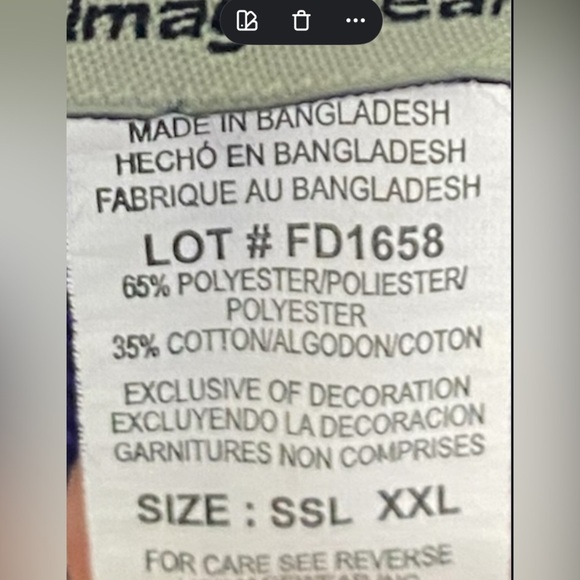 MADE IN BANGLADESH
HECHÓ EN BANGLADESH
FABRIQUE AU BANGLADESH
LOT # FD1658
65% POLYESTER/POLIESTER/
POLYESTER
35% COTTON/ALGODON/COTON
EXCLUSIVE OF DECORATION
EXCLUYENDO LA DECORACION
GARNITURES NON COMPRISES
SIZE : SSL XXL
FOR CARE SEE REVERSE